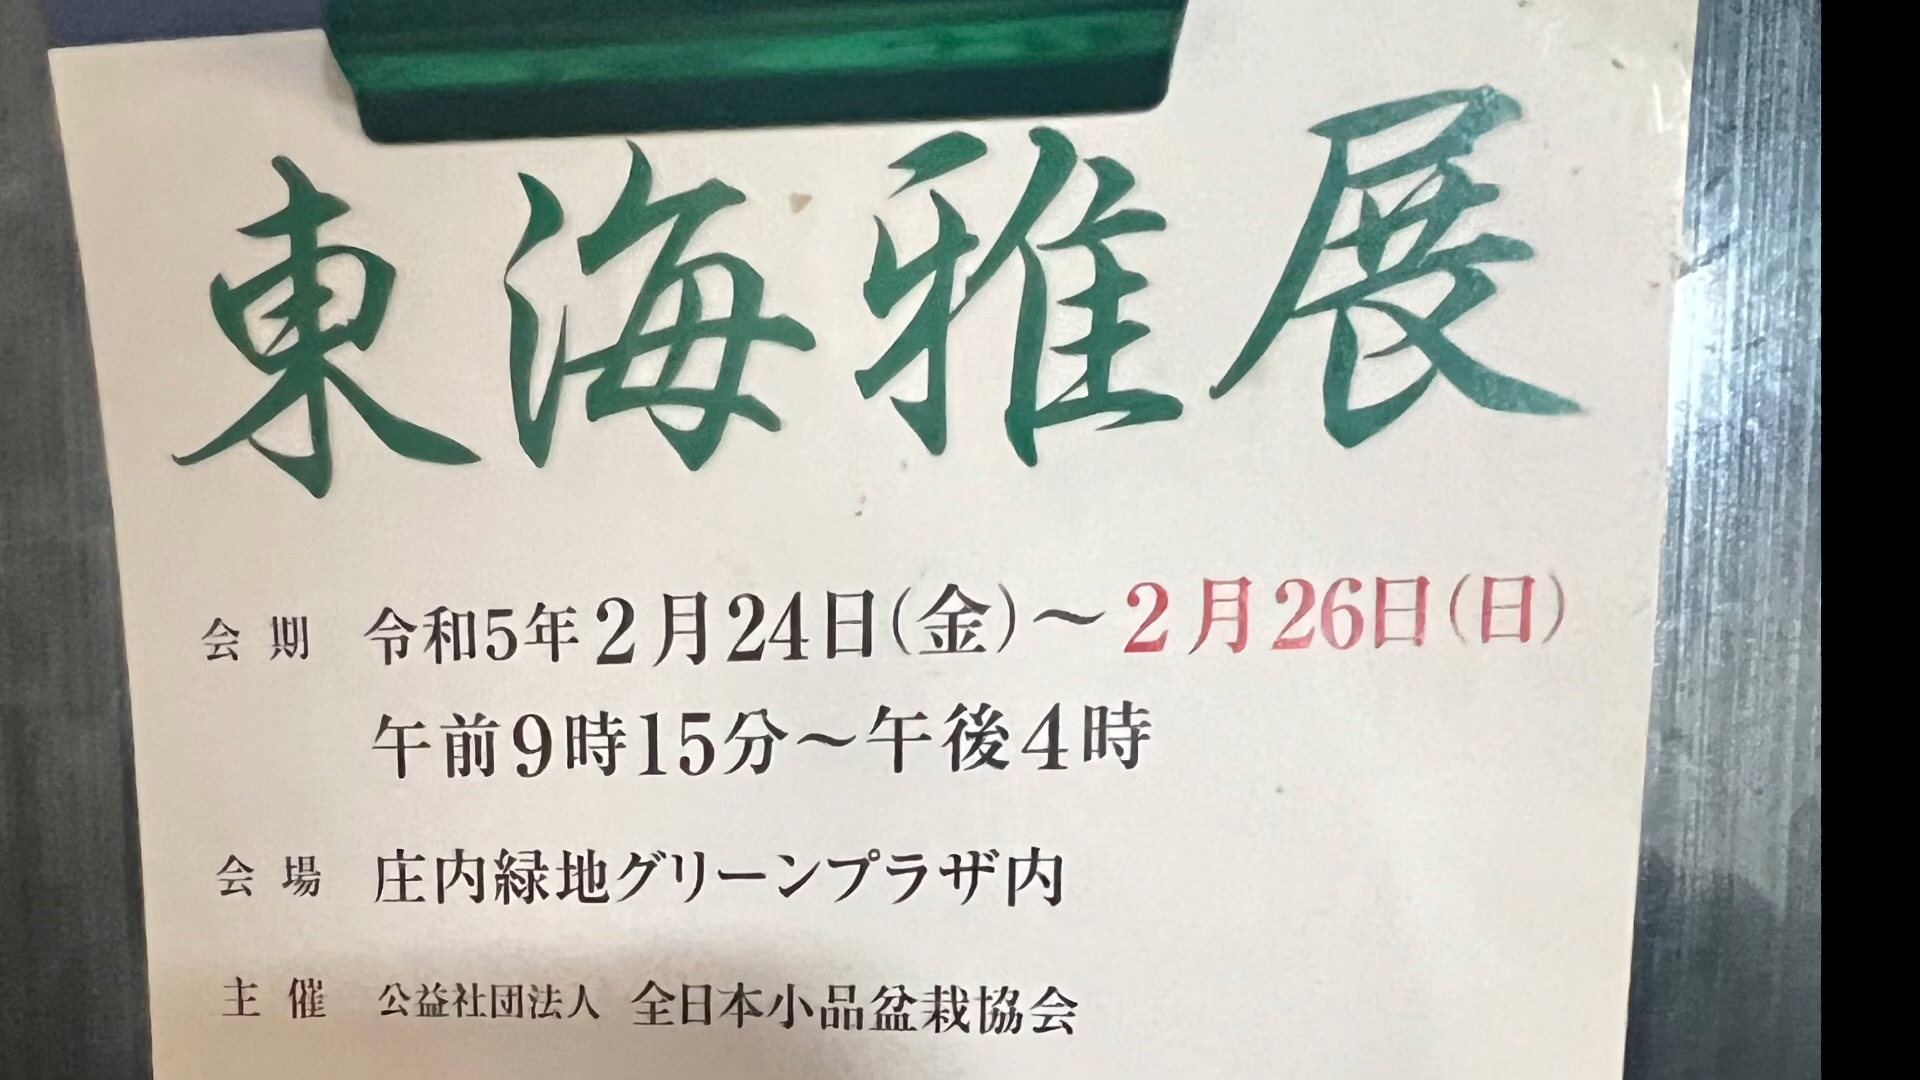 東海雅展
会期 令和5年2月24日(金)～2月26日(日)
午前9時15分～午後4時
会場 庄内緑地グリーンプラザ内
主催 公益社団法人 全日本小品盆栽協会